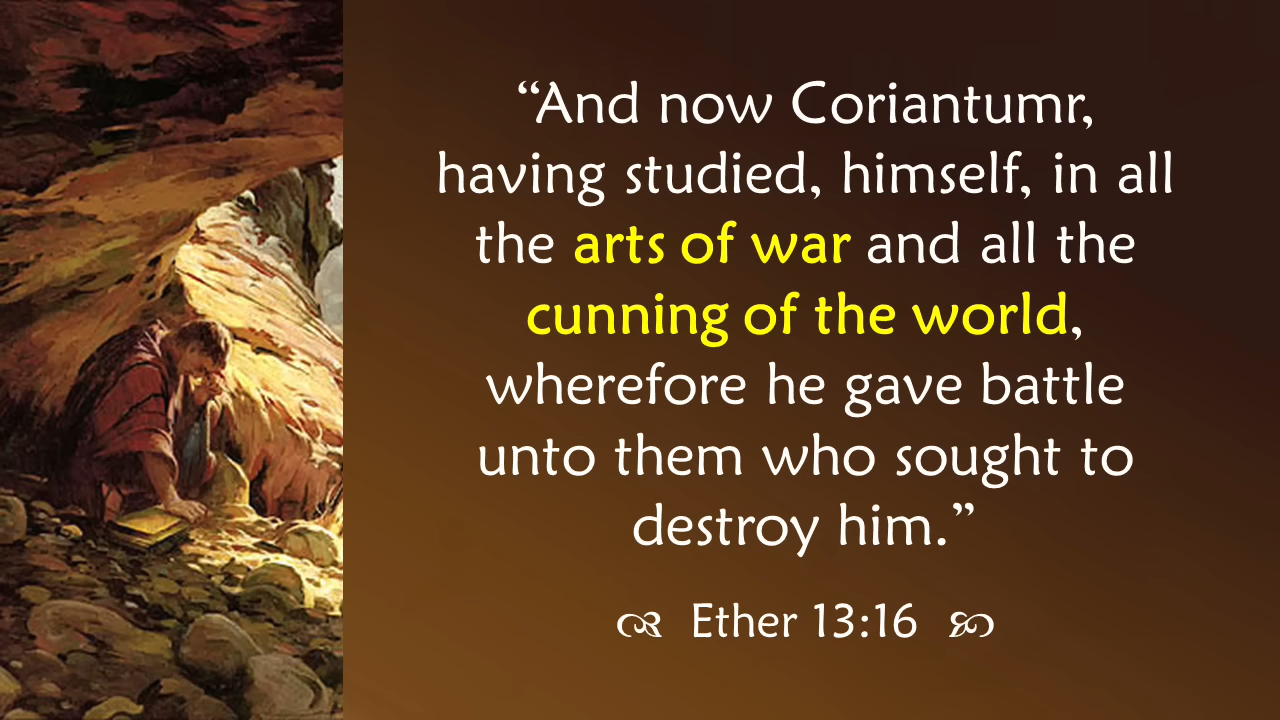 “And now Coriantumr,
having studied, himself, in all
the arts of war and all the
cunning of the world,
wherefore he gave battle
unto them who sought to
destroy him.”
Ether 13:16